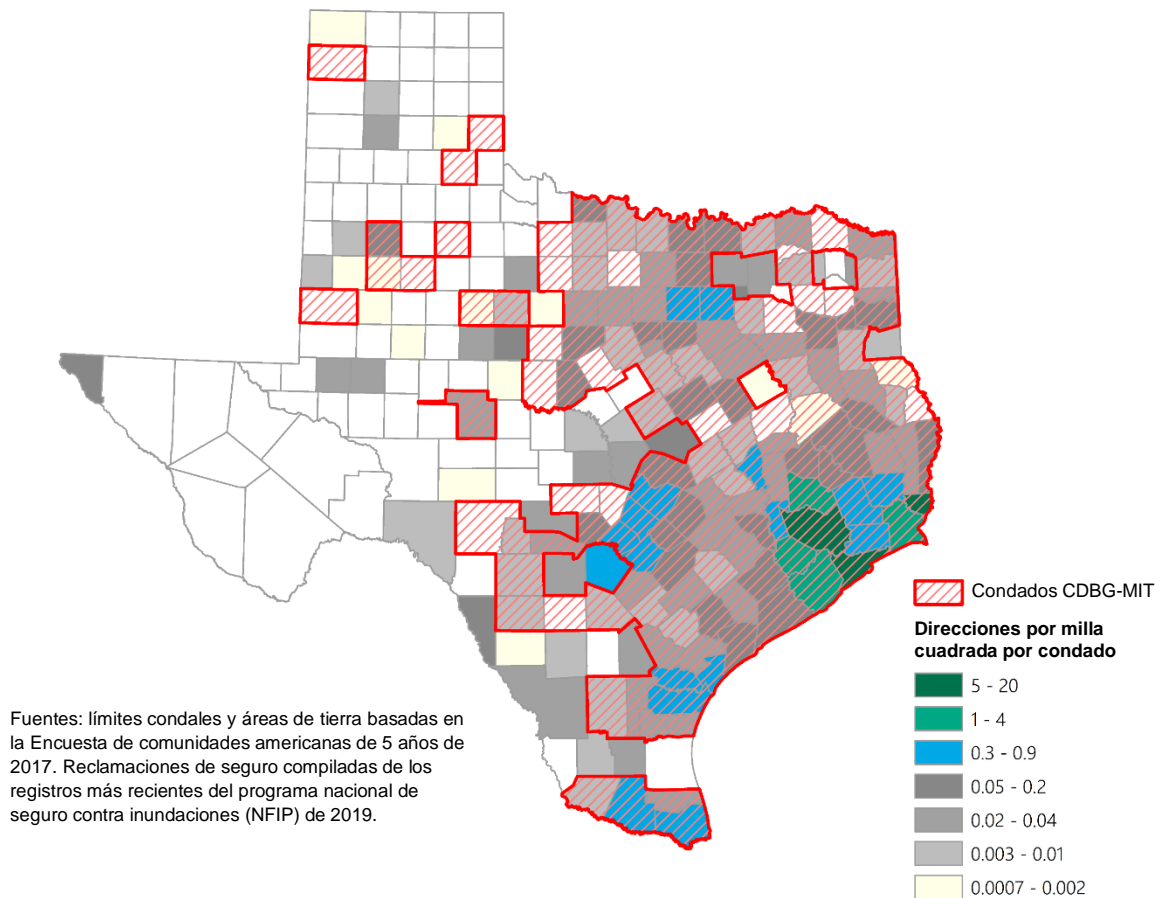 Condados CDBG-MIT
Direcciones por milla
cuadrada por condado
5 - 20
1 - 4
0.3 - 0.9
0.05 - 0.2
0.02 - 0.04
0.003 - 0.01
0.0007 - 0.002
Fuentes: límites condales y áreas de tierra basadas en
la Encuesta de comunidades americanas de 5 años de
2017. Reclamaciones de seguro compiladas de los
registros más recientes del programa nacional de
seguro contra inundaciones (NFIP) de 2019.